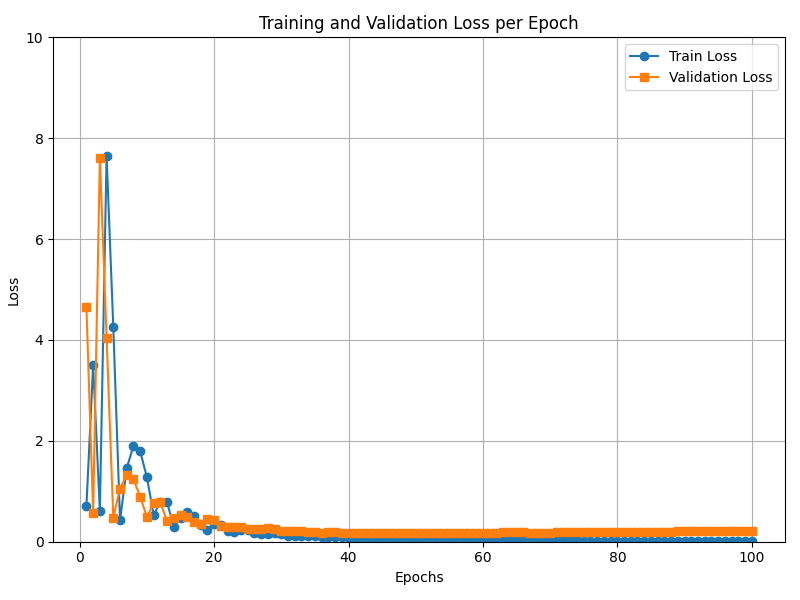 Training and Validation Loss per Epoch
Train Loss
Validation Loss
10
8
6
4
2
0
Loss
0 20 40 60 80 100
Epochs